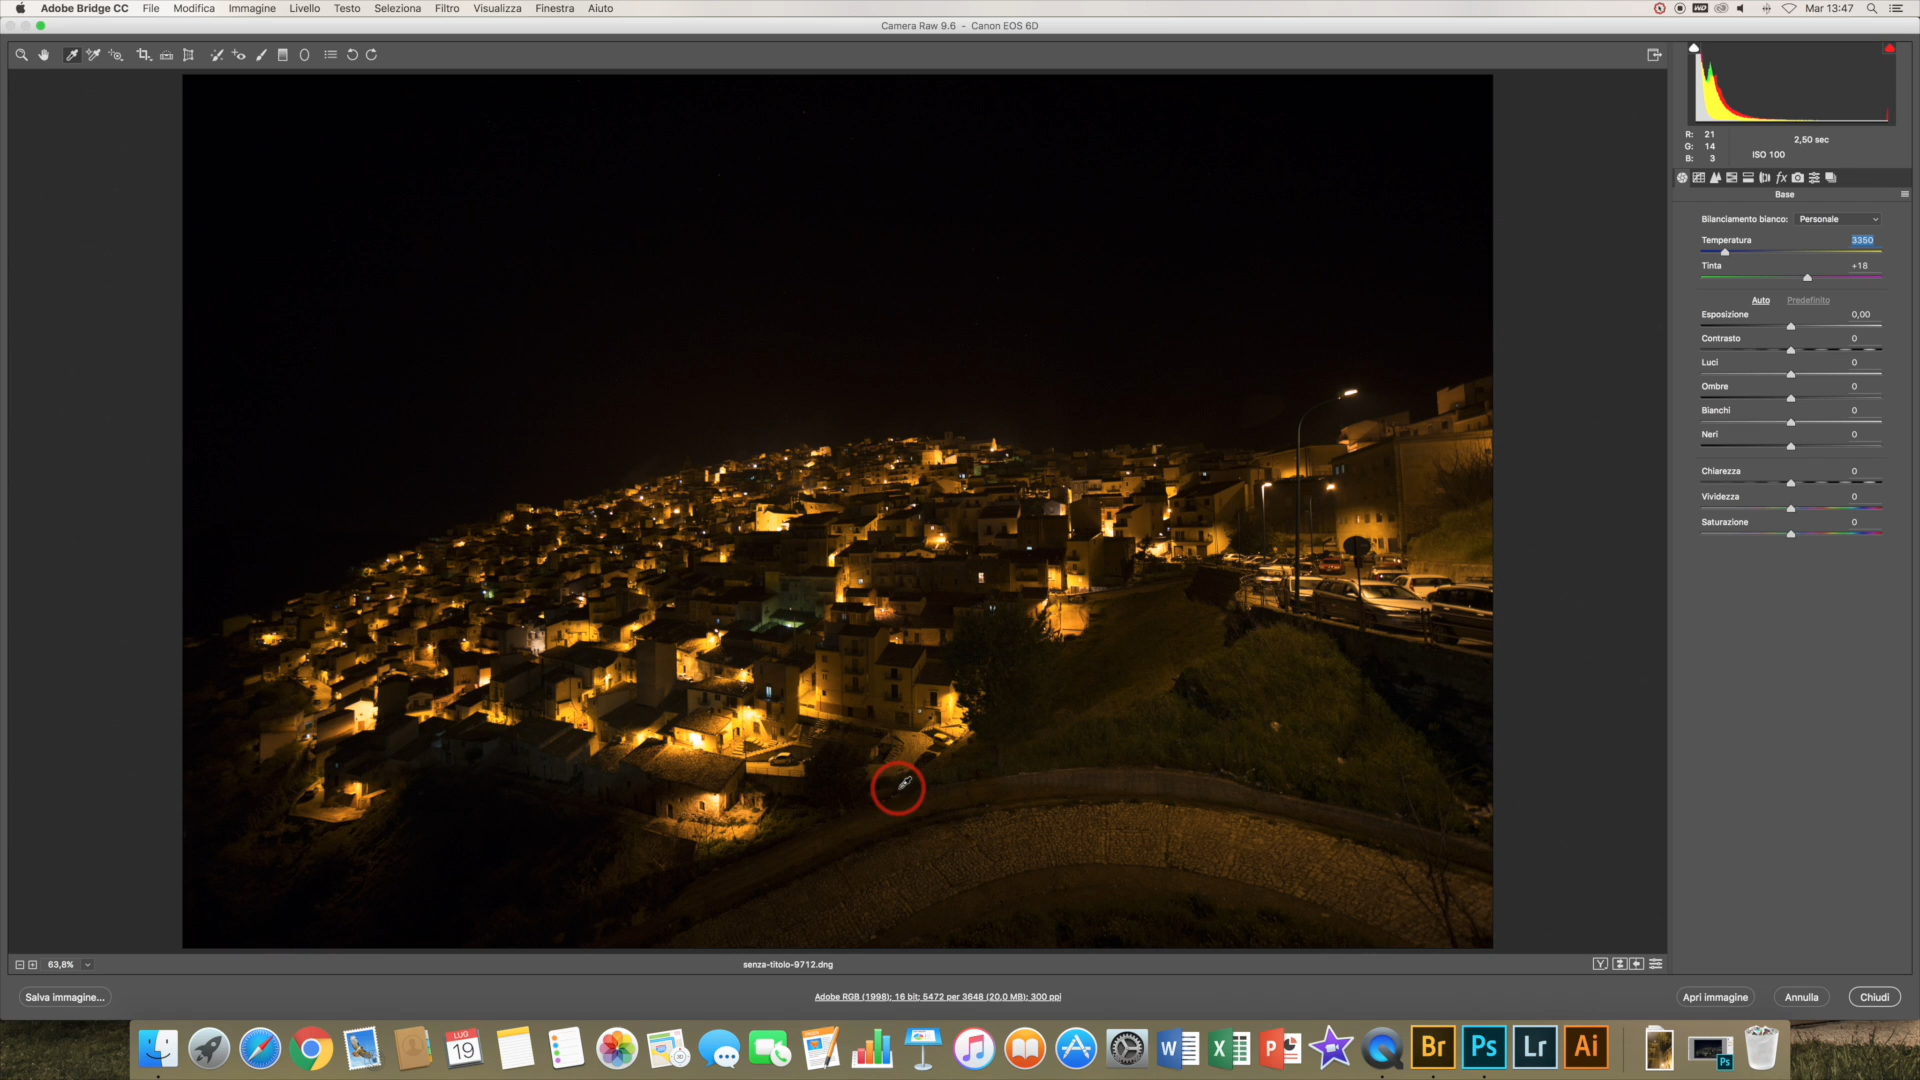 Adobe Bridge CC File Modifica Immagine Livello Testo Seleziona Filtro Visualizza Finestra Aiuto
Mar 13:47
Camera Raw 9.6 - Canon EOS 6D
R: 21
G: 14
B: 3
2,50 sec
ISO 100
Base
Bilanciamento bianco: Personale
Temperatura 3350
Tinta +18
Auto Predefinito
Esposizione 0,00
Contrasto 0
Luci 0
Ombre 0
Bianchi 0
Neri 0
Chiarezza 0
Vividezza 0
Saturazione 0
63,8%
senza-titolo-9712.dng
Salva immagine...
Adobe RGB (1998); 16 bit; 5472 per 3648 (20,0 MB); 300 ppi
Apri immagine Annulla Chiudi
LUG
19
3D
W X P Br Ps Lr Ai
Ps